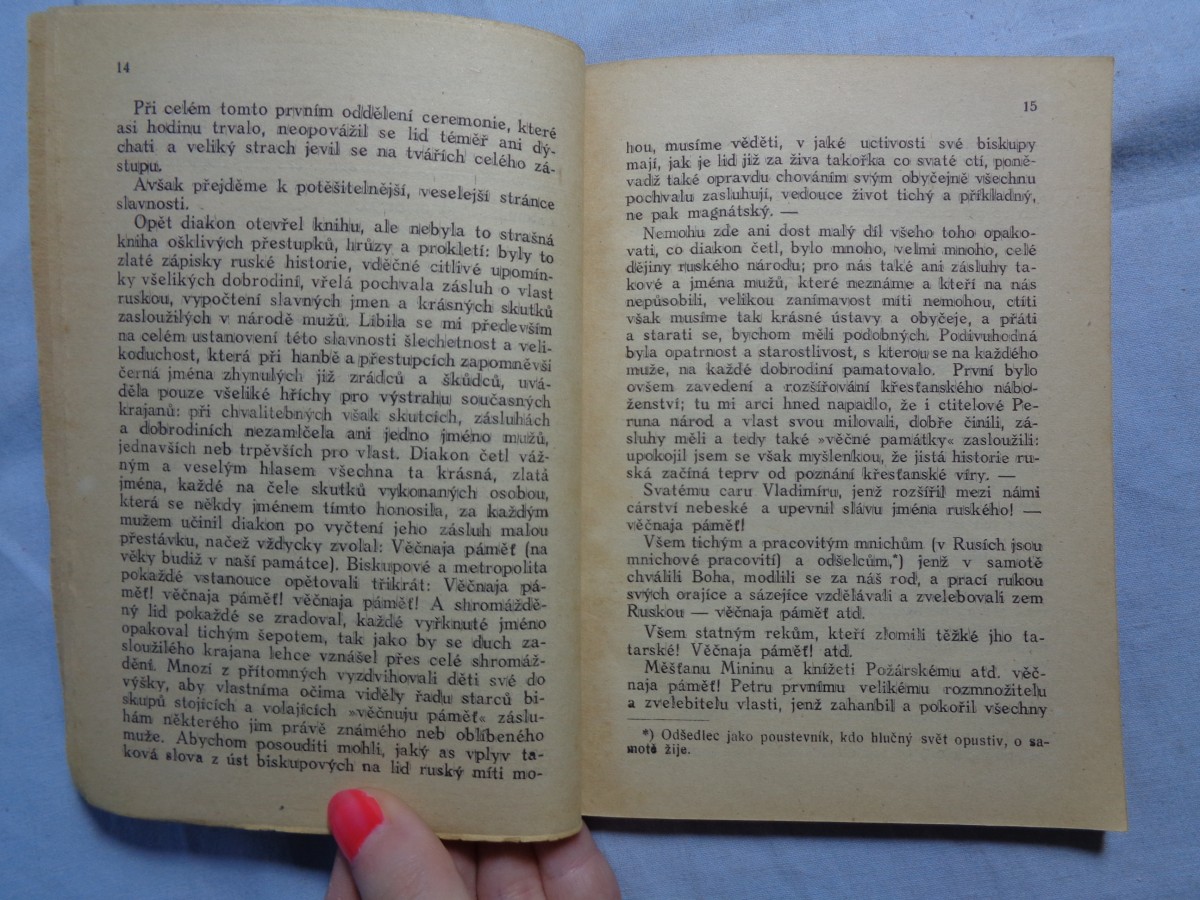 14
Při celém tomto prvním oddělení ceremonie, které
asi hodinu trvalo, neopovážil se lid téměř ani dý-
chati a veliký strach jevil se na tvářích celého zá-
stupu.
Avšak přejděme k potěšitelnější, veselejší stránce
slavnosti.
Opět diakon otevřel knihu, ale nebyla to strašná
kniha ošklivých přestupků, hrůzy a prokletí: byly to
zlaté zápisky ruské historie, vděčné citlivé upomín-
ky všelikých dobrodiní, vřelá pochvala zásluh o vlast
ruskou, vypočtení slavných jmen a krásných skutků
zasloužilých v národě mužů. Líbila se mi především
na celém ustanovení této slavnosti šlechetnost a veli-
koduchost, která při hanbě a přestupcích zapomněvši
černá jména zhynulých již zrádců a škůdců, uvá-
děla pouze všeliké hříchy pro výstrahu současných
krajanů: při chvalitebných však skutcích, zásluhách
a dobrodiních nezamlčela ani jedno jméno mužů,
jednavších neb trpěvších pro vlast. Diakon četl váž-
ným a veselým hlasem všechna ta krásná, zlatá
jména, každé na čele skutků vykonaných osobou,
která se někdy jménem tímto honosila, za každým
mužem učinil diakon po vyčtení jeho zásluh malou
přestávku, načež vždycky zvolal: Věčnaja páměť (na
věky budiž v naší památce). Biskupové a metropolita
pokaždé vstanouce opětovali třikrát: Věčnaja pá-
měť! věčnaja páměť! věčnaja páměť! A shromáždě-
ný lid pokaždé se zradoval, každé vyřknuté jméno
opakoval tichým šepotem, tak jako by se duch za-
sloužilého krajana lehce vznášel přes celé shromáž-
dění. Mnozí z přítomných vyzdvihovali děti své do
výšky, aby vlastníma očima viděly řadu starců bi-
skupů stojících a volajících »věčnuju páměť« záslu-
hám některého jim právě známého neb oblíbeného
muže. Abychom posouditi mohli, jaký as vplyv ta-
ková slova z úst biskupových na lid ruský míti mo-
15
hou, musíme věděti, v jaké uctivosti své biskupy
mají, jak je lid již za živa takořka co svaté ctí, poně-
vadž také opravdu chováním svým obyčejně všechnu
pochvalu zasluhují, vedouce život tichý a příkladný,
ne pak magnátský. —
Nemohu zde ani dost malý díl všeho toho opako-
vati, co diakon četl, bylo mnoho, velmi mnoho, celé
dějiny ruského národu; pro nás také ani zásluhy ta-
kové a jména mužů, které neznáme a kteří na nás
nepůsobili, velikou zanímavost míti nemohou, ctíti
však musíme tak krásné ústavy a obyčeje, a přáti
a starati se, bychom měli podobných. Podivuhodná
byla opatrnost a starostlivost, s kterou se na každého
muže, na každé dobrodiní pamatovalo. První bylo
ovšem zavedení a rozšířování křesťanského nábo-
ženství; tu mi arci hned napadlo, že i ctitelové Pe-
runa národ a vlast svou milovali, dobře činili, zá-
sluhy měli a tedy také »věčné památky« zasloužili:
upokojil jsem se však myšlenkou, že jistá historie ru-
ská začíná teprv od poznání křesťanské víry. —
Svatému caru Vladimíru, jenž rozšířil mezi námi
cárství nebeské a upevnil slávu jména ruského! —
věčnaja páměť!
Všem tichým a pracovitým mnichům (v Rusích jsou
mnichové pracovití) a odšelcům,*) jenž v samotě
chválili Boha, modlili se za náš rod, a prací rukou
svých orajíce a sázejíce vzdělávali a zvelebovali zem
Ruskou — věčnaja páměť atd.
Všem statným rekům, kteří zlomili těžké jho ta-
tarské! Věčnaja páměť! atd.
Měšťanu Mininu a knížeti Požárskému atd. věč-
naja páměť! Petru prvnímu velikému rozmnožiteli
a zvelebiteli vlasti, jenž zahanbil a pokořil všechny
*) Odšedlec jako poustevník, kdo hlučný svět opustiv, o sa-
motě žije.